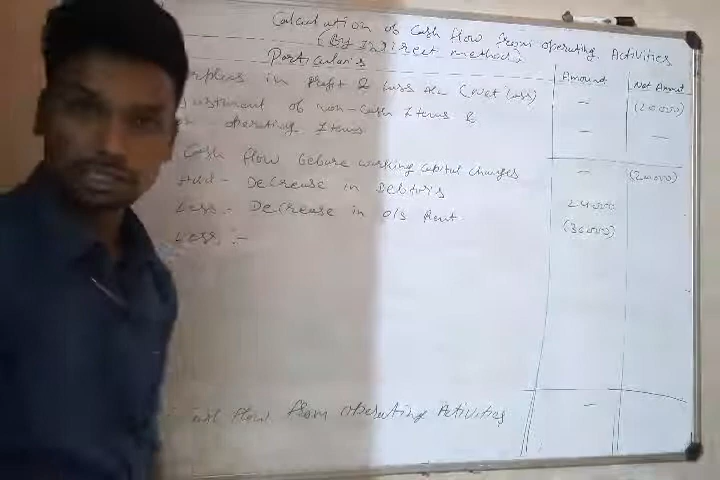 Calculation of Cash flow from operating Activities
(By Indirect method)
Particulars Amount Net Amount
in profit & loss a/c (Net loss) - (20000)
of non-cash Items &
operating Items - -
Cash flow before working capital changes - (20000)
Add:- Decrease in Debtors
Less:- Decrease in o/s Rent
Less:-
flow from operating Activities -